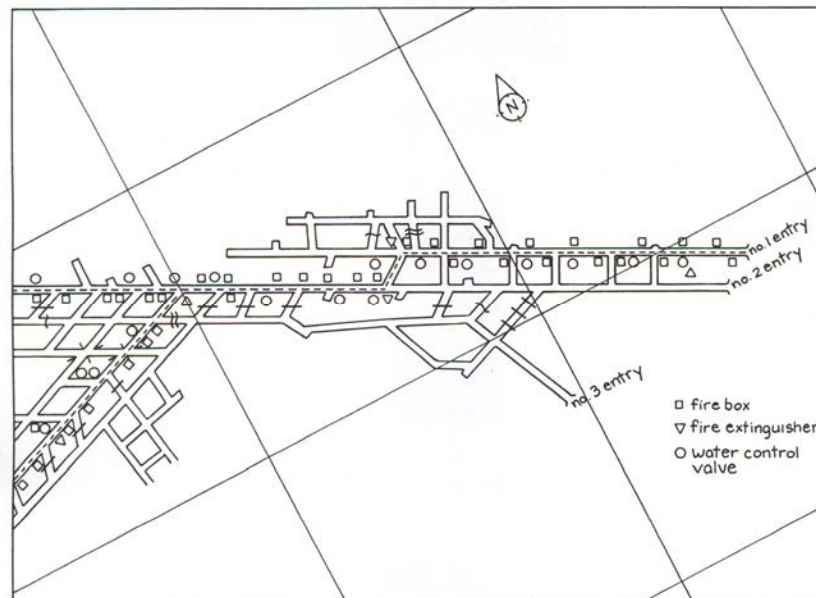 N
no. 1 entry
no. 2 entry
no. 3 entry
fire box
fire extinguisher
water control
valve